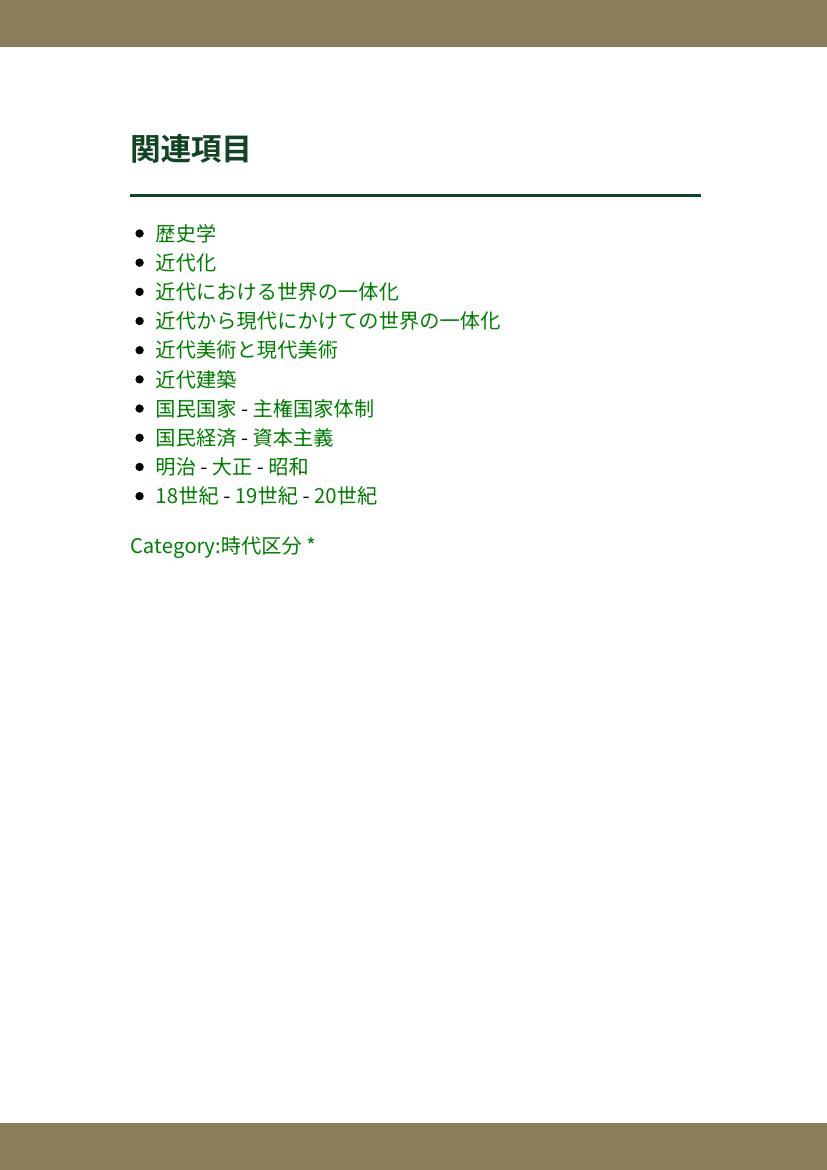 関連項目
歴史学
近代化
近代における世界の一体化
近代から現代にかけての世界の一体化
近代美術と現代美術
近代建築
国民国家 - 主権国家体制
国民経済 - 資本主義
明治 - 大正 - 昭和
18世紀 - 19世紀 - 20世紀
Category:時代区分 *